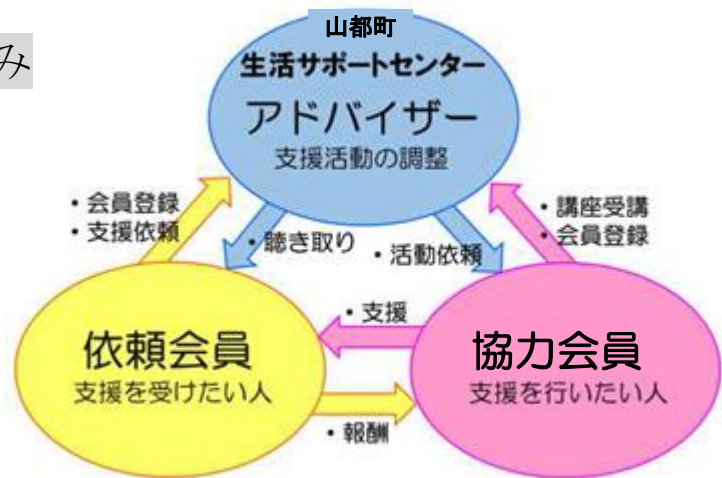 み
山都町
生活サポートセンター
アドバイザー
支援活動の調整
・会員登録
・支援依頼
・講座受講
・会員登録
・聴き取り
・活動依頼
・支援
依頼会員
支援を受けたい人
協力会員
支援を行いたい人
・報酬